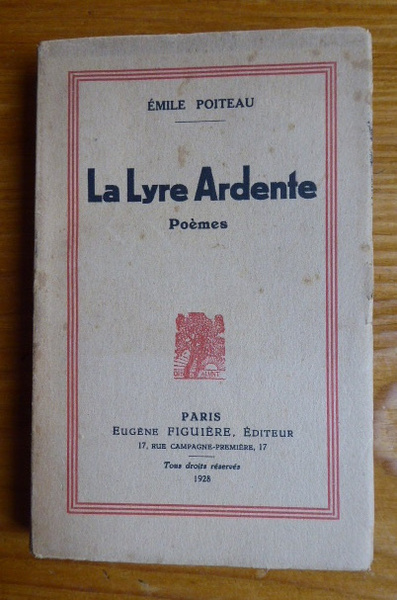 ÉMILE POITEAU
La Lyre Ardente
Poèmes
PARIS
EUGÈNE FIGUIÈRE, ÉDITEUR
17, RUE CAMPAGNE-PREMIÈRE, 17
Tous droits réservés
1928